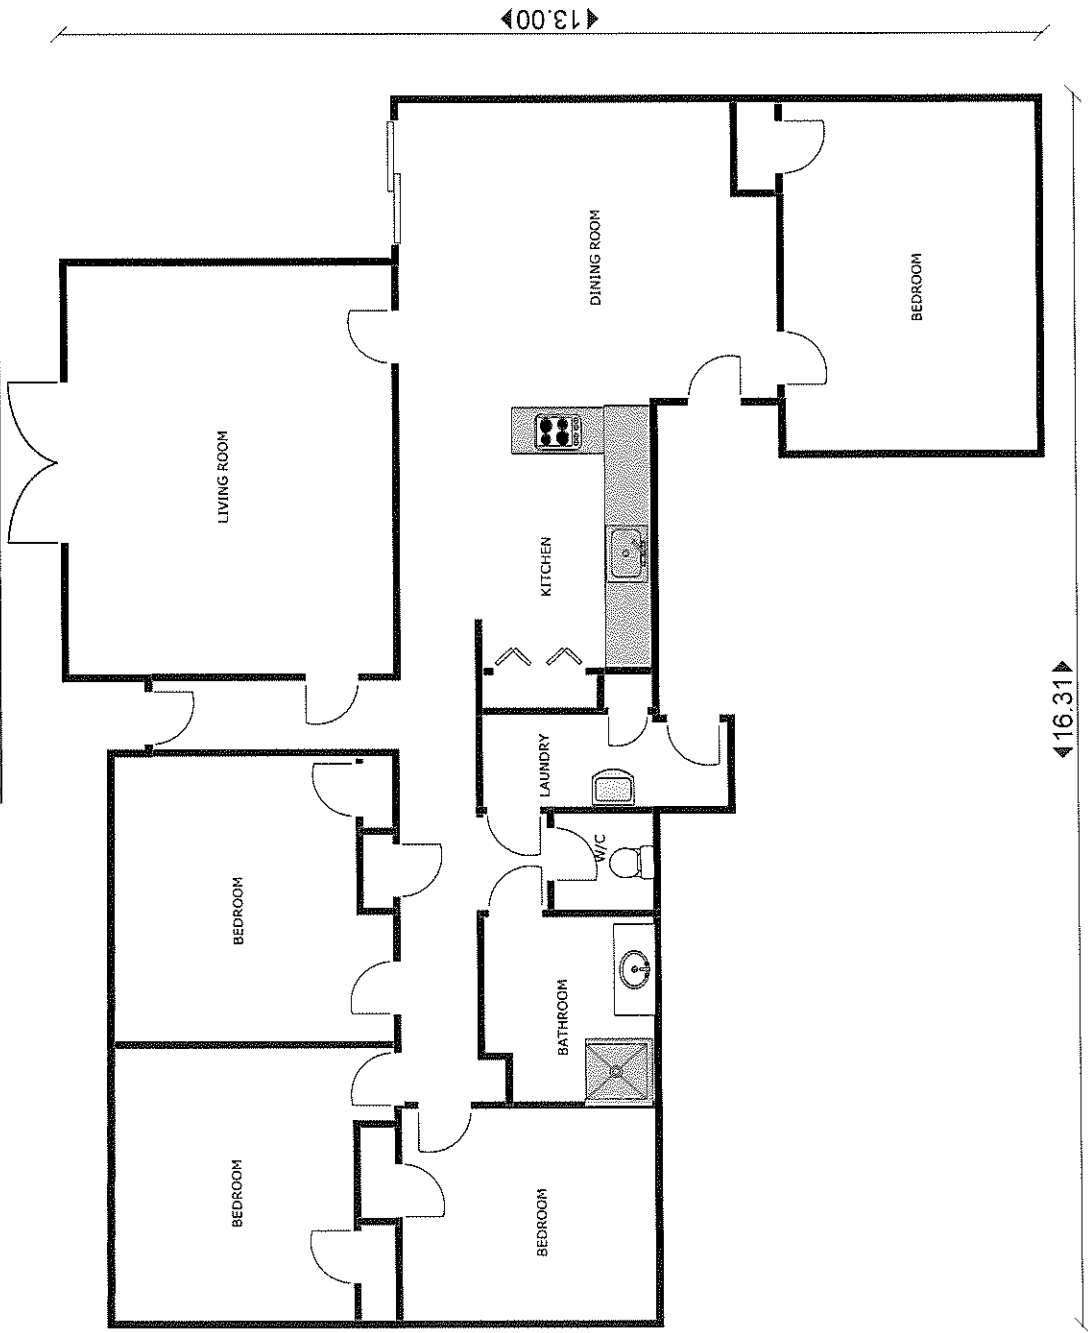 13.00
DINING ROOM
BEDROOM
LIVING ROOM
KITCHEN
16.31
LAUNDRY
W/C
BEDROOM
BATHROOM
BEDROOM
BEDROOM